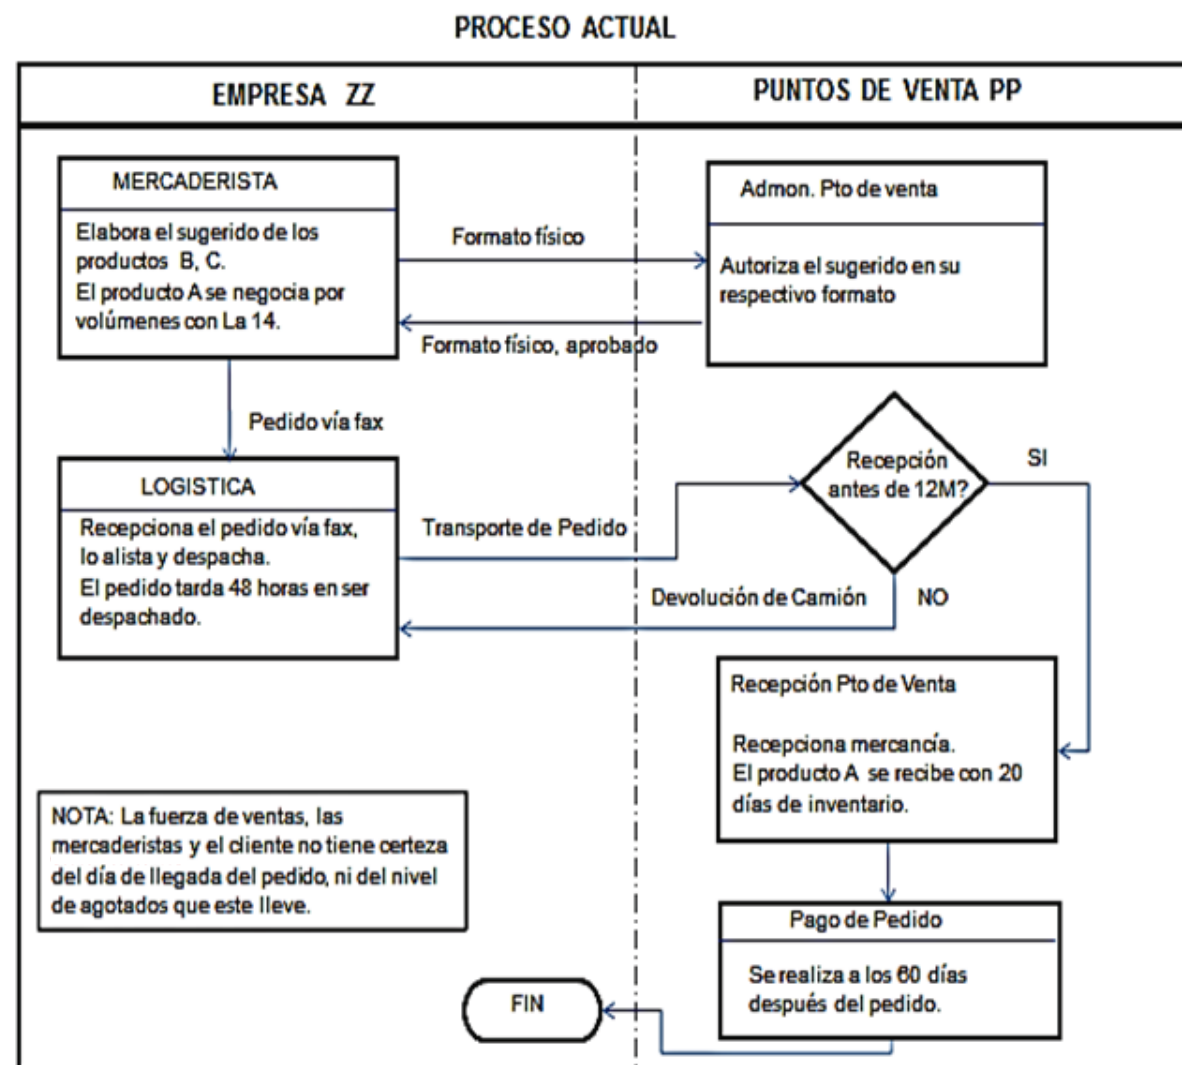 PROCESO ACTUAL
EMPRESA ZZ
PUNTOS DE VENTA PP
MERCADERISTA
Elabora el sugerido de los
productos B, C.
El producto A se negocia por
volúmenes con La 14.
Formato físico
Admon. Pto de venta
Autoriza el sugerido en su
respectivo formato
Formato físico, aprobado
Pedido vía fax
LOGISTICA
Recepciona el pedido vía fax,
lo alista y despacha.
El pedido tarda 48 horas en ser
despachado.
Transporte de Pedido
Recepción
antes de 12M?
SI
Devolución de Camión
NO
Recepción Pto de Venta
Recepciona mercancía.
El producto A se recibe con 20
días de inventario.
NOTA: La fuerza de ventas, las
mercaderistas y el cliente no tiene certeza
del día de llegada del pedido, ni del nivel
de agotados que este lleve.
Pago de Pedido
Se realiza a los 60 días
después del pedido.
FIN